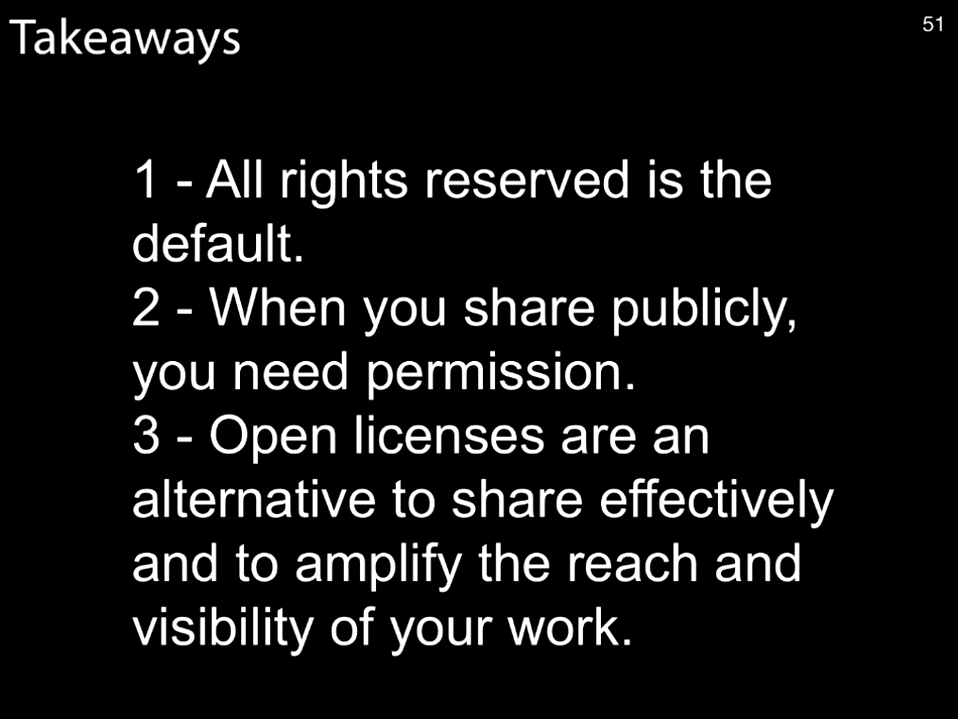 Takeaways
51
1 - All rights reserved is the
default.
2 - When you share publicly,
you need permission.
3 - Open licenses are an
alternative to share effectively
and to amplify the reach and
visibility of your work.